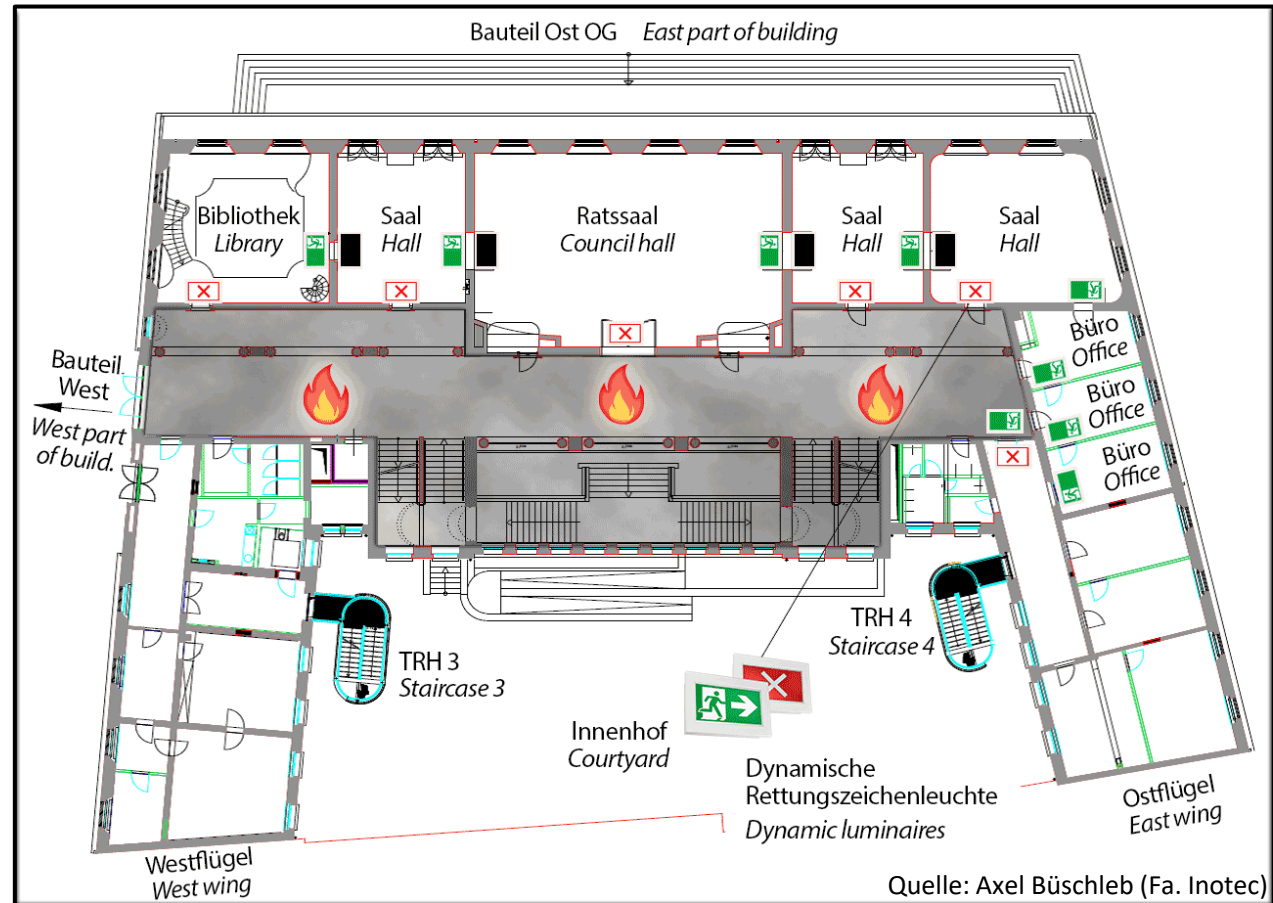 Bauteil Ost OG East part of building
Bibliothek
Library
Saal
Hall
Ratssaal
Council hall
Saal
Hall
Saal
Hall
Büro
Office
Büro
Office
Büro
Office
Bauteil
West
West part
of build.
TRH 3
Staircase 3
TRH 4
Staircase 4
Innenhof
Courtyard
Dynamische
Rettungszeichenleuchte
Dynamic luminaires
Westflügel
West wing
Ostflügel
East wing
Quelle: Axel Büschleb (Fa. Inotec)